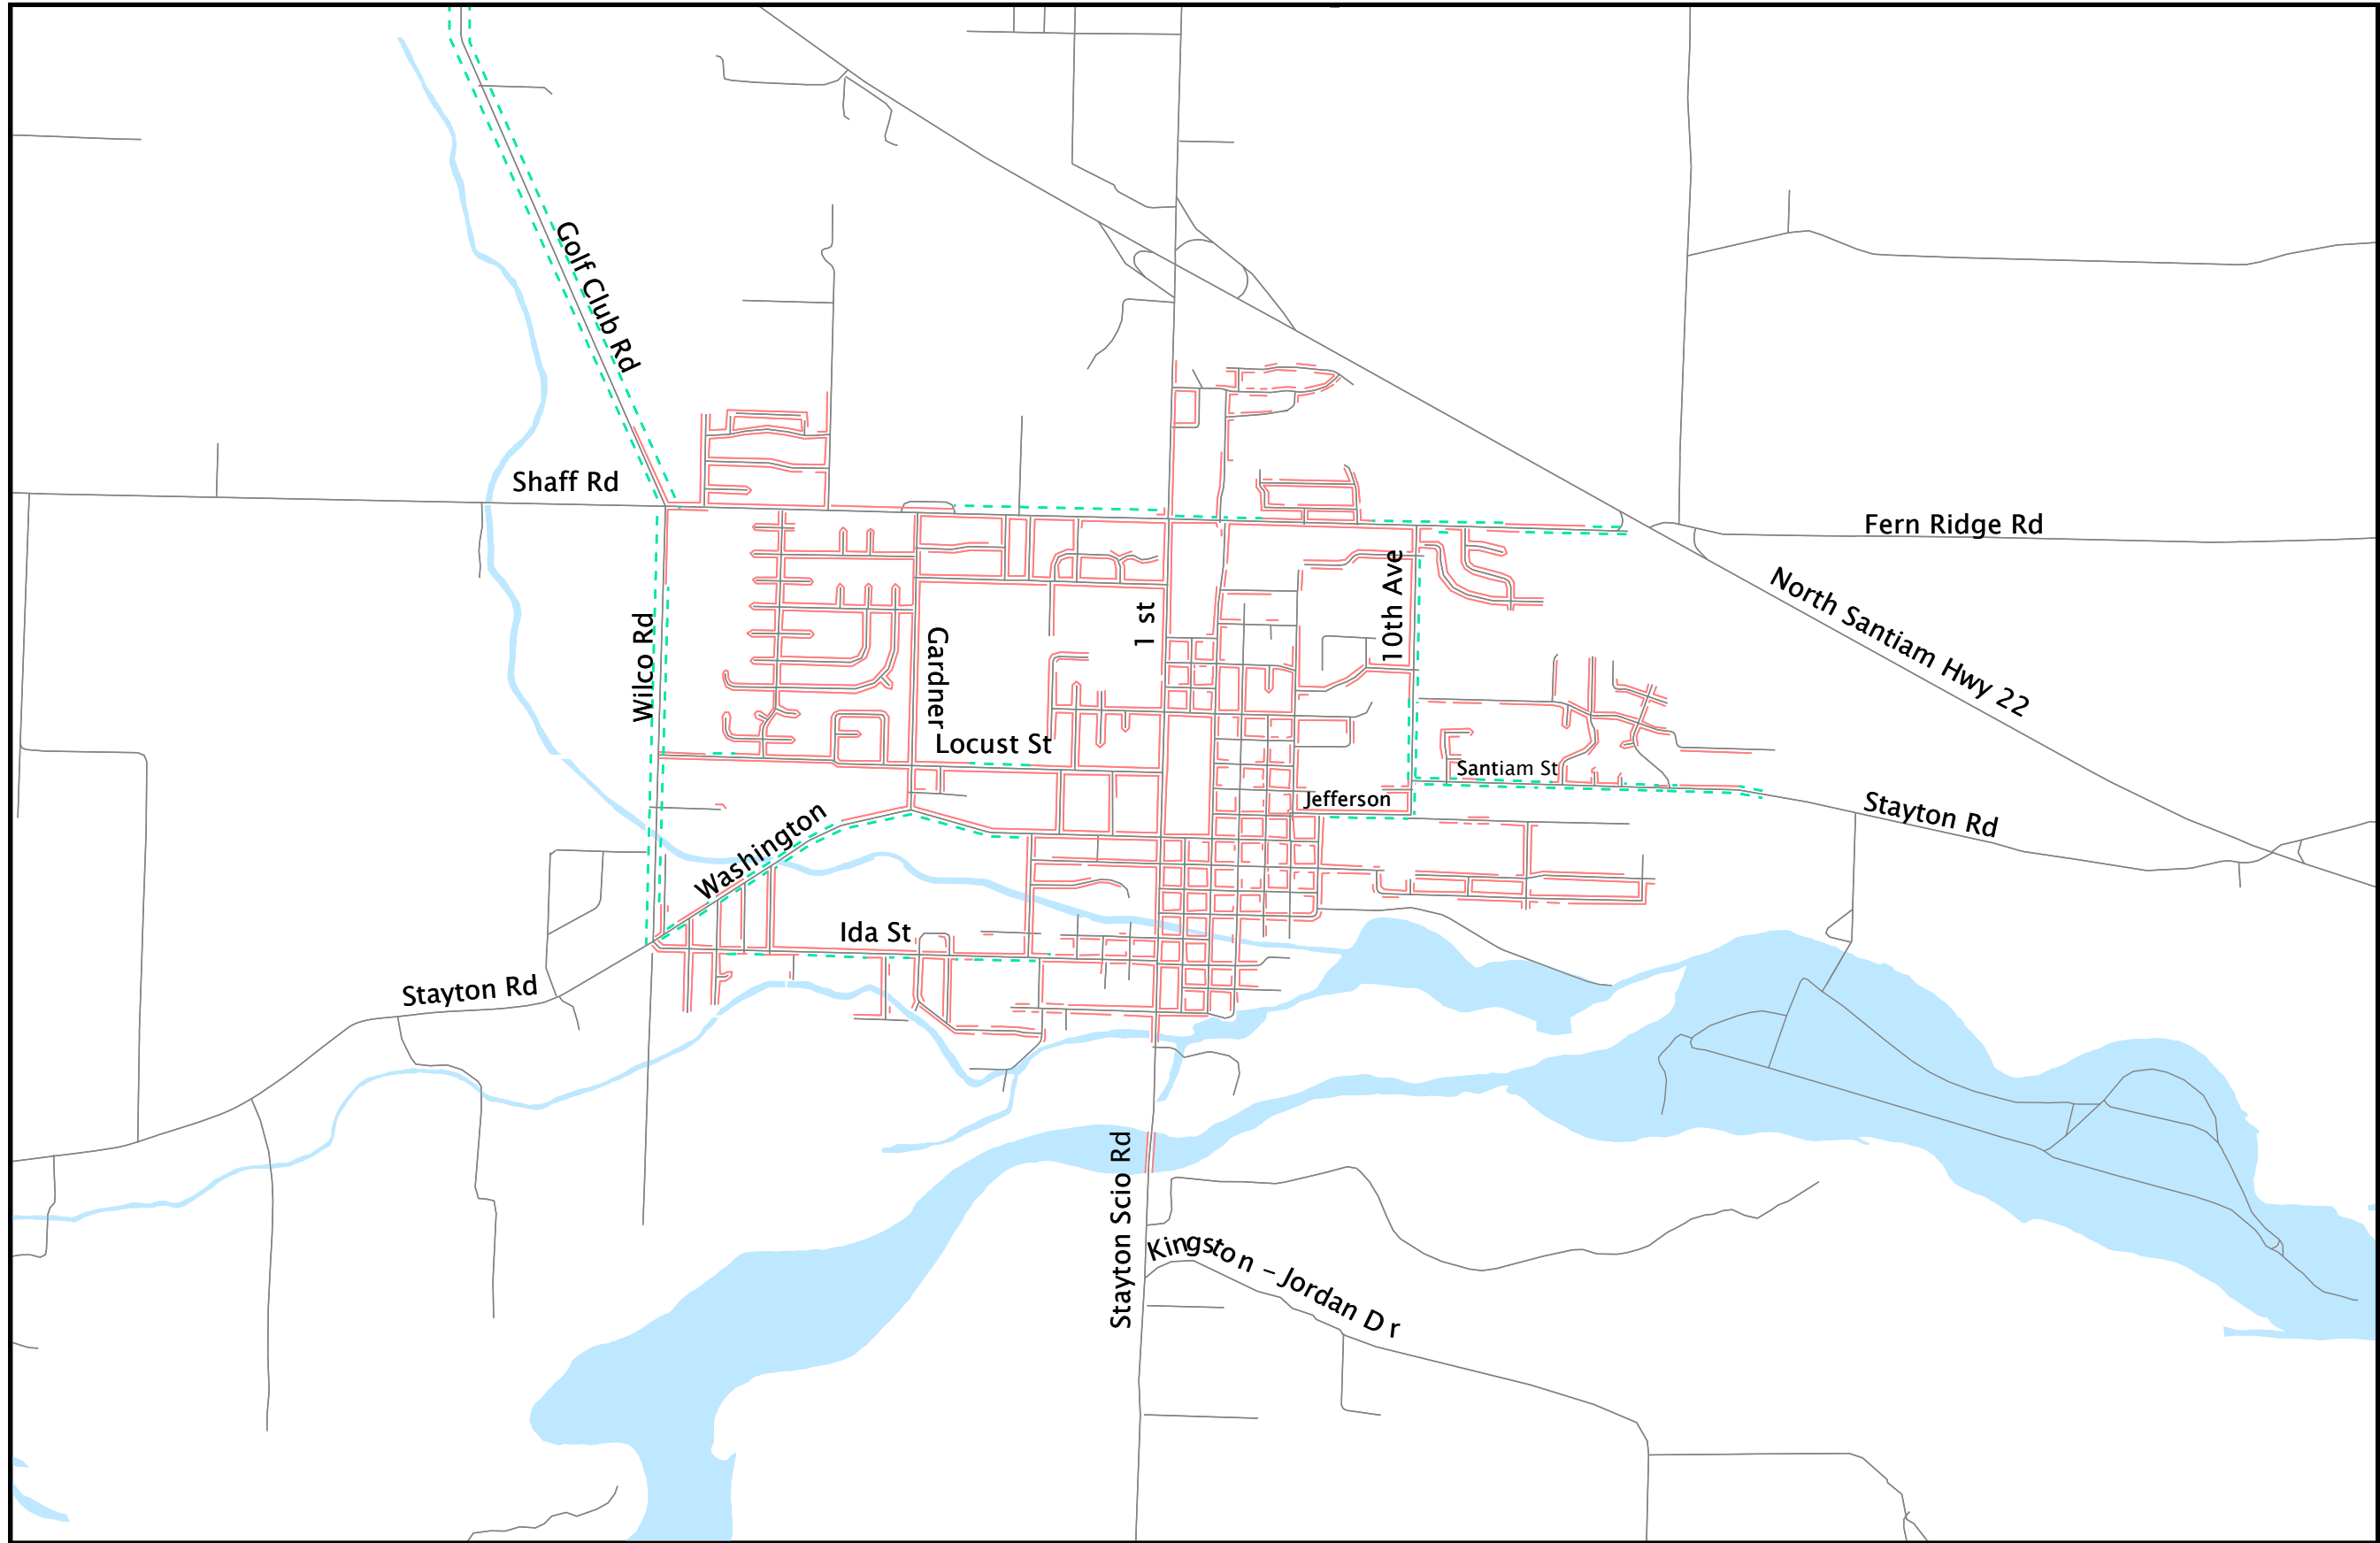 Golf Club Rd
Shaff Rd
Fern Ridge Rd
North Santiam Hwy 22
10th Ave
1 st
Wilco Rd
Gardner
Locust St
Santiam St
Jefferson
Stayton Rd
Washington
Ida St
Stayton Rd
Stayton Scio Rd
Kingston – Jordan D r